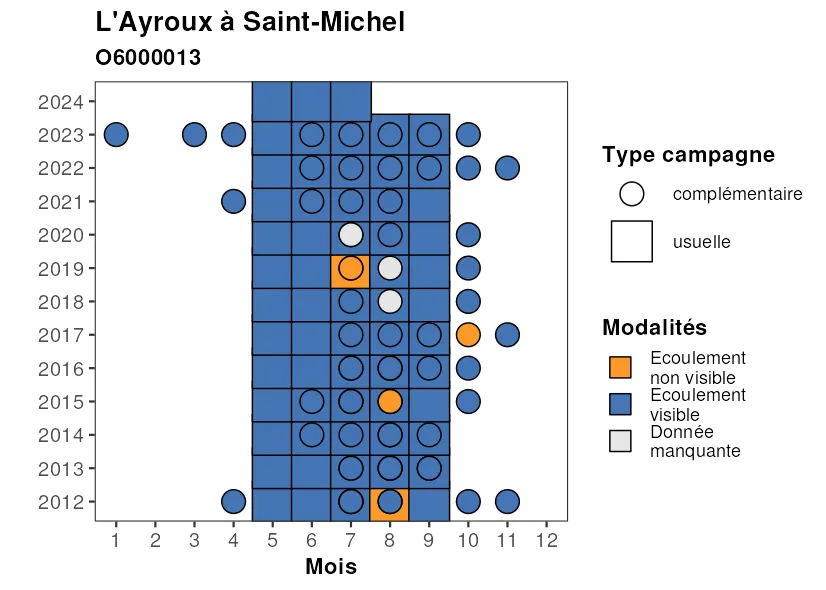 L'Ayroux à Saint-Michel
O6000013
2024
2023
2022
2021
2020
2019
2018
2017
2016
2015
2014
2013
2012
1 2 3 4 5 6 7 8 9 10 11 12
Mois
Type campagne
complémentaire
usuelle
Modalités
Ecoulement
non visible
Ecoulement
visible
Donnée
manquante